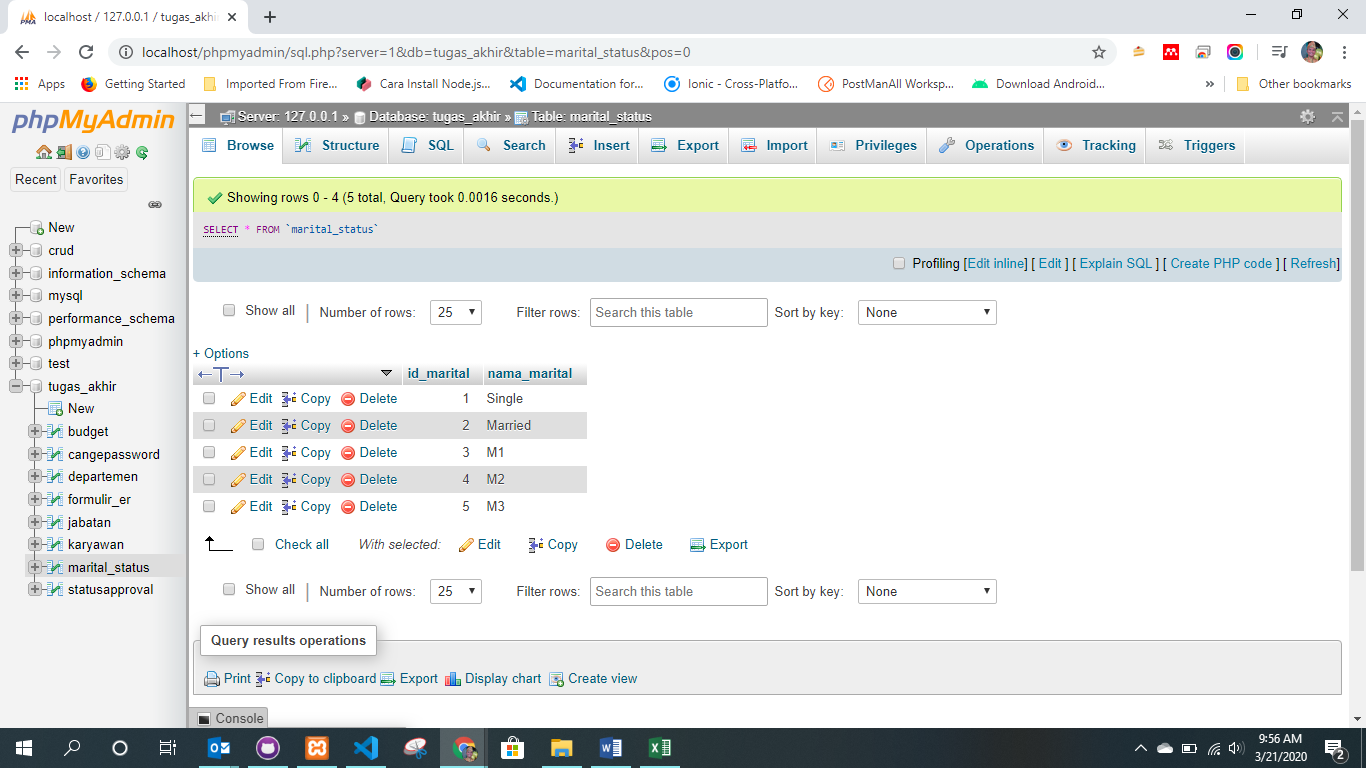 localhost / 127.0.0.1 / tugas_akhi
localhost/phpmyadmin/sql.php?server=1&db=tugas_akhir&table=marital_status&pos=0
Apps Getting Started Imported From Fire... Cara Install Node.js... Documentation for... Ionic - Cross-Platfo... PostManAll Worksp... Download Android... » Other bookmarks
phpMyAdmin
Recent Favorites
New
crud
information_schema
mysql
performance_schema
phpmyadmin
test
tugas_akhir
New
budget
cangepassword
departemen
formulir_er
jabatan
karyawan
marital_status
statusapproval
Server: 127.0.0.1 » Database: tugas_akhir » Table: marital_status
Browse Structure SQL Search Insert Export Import Privileges Operations Tracking Triggers
Showing rows 0 - 4 (5 total, Query took 0.0016 seconds.)
SELECT * FROM `marital_status`
Profiling [Edit inline] [ Edit ] [ Explain SQL ] [ Create PHP code ] [ Refresh]
Show all | Number of rows: 25 Filter rows: Search this table Sort by key: None
+ Options
←T→ id_marital nama_marital
Edit Copy Delete 1 Single
Edit Copy Delete 2 Married
Edit Copy Delete 3 M1
Edit Copy Delete 4 M2
Edit Copy Delete 5 M3
Check all With selected: Edit Copy Delete Export
Show all | Number of rows: 25 Filter rows: Search this table Sort by key: None
Query results operations
Print Copy to clipboard Export Display chart Create view
Console
9:56 AM
3/21/2020
2